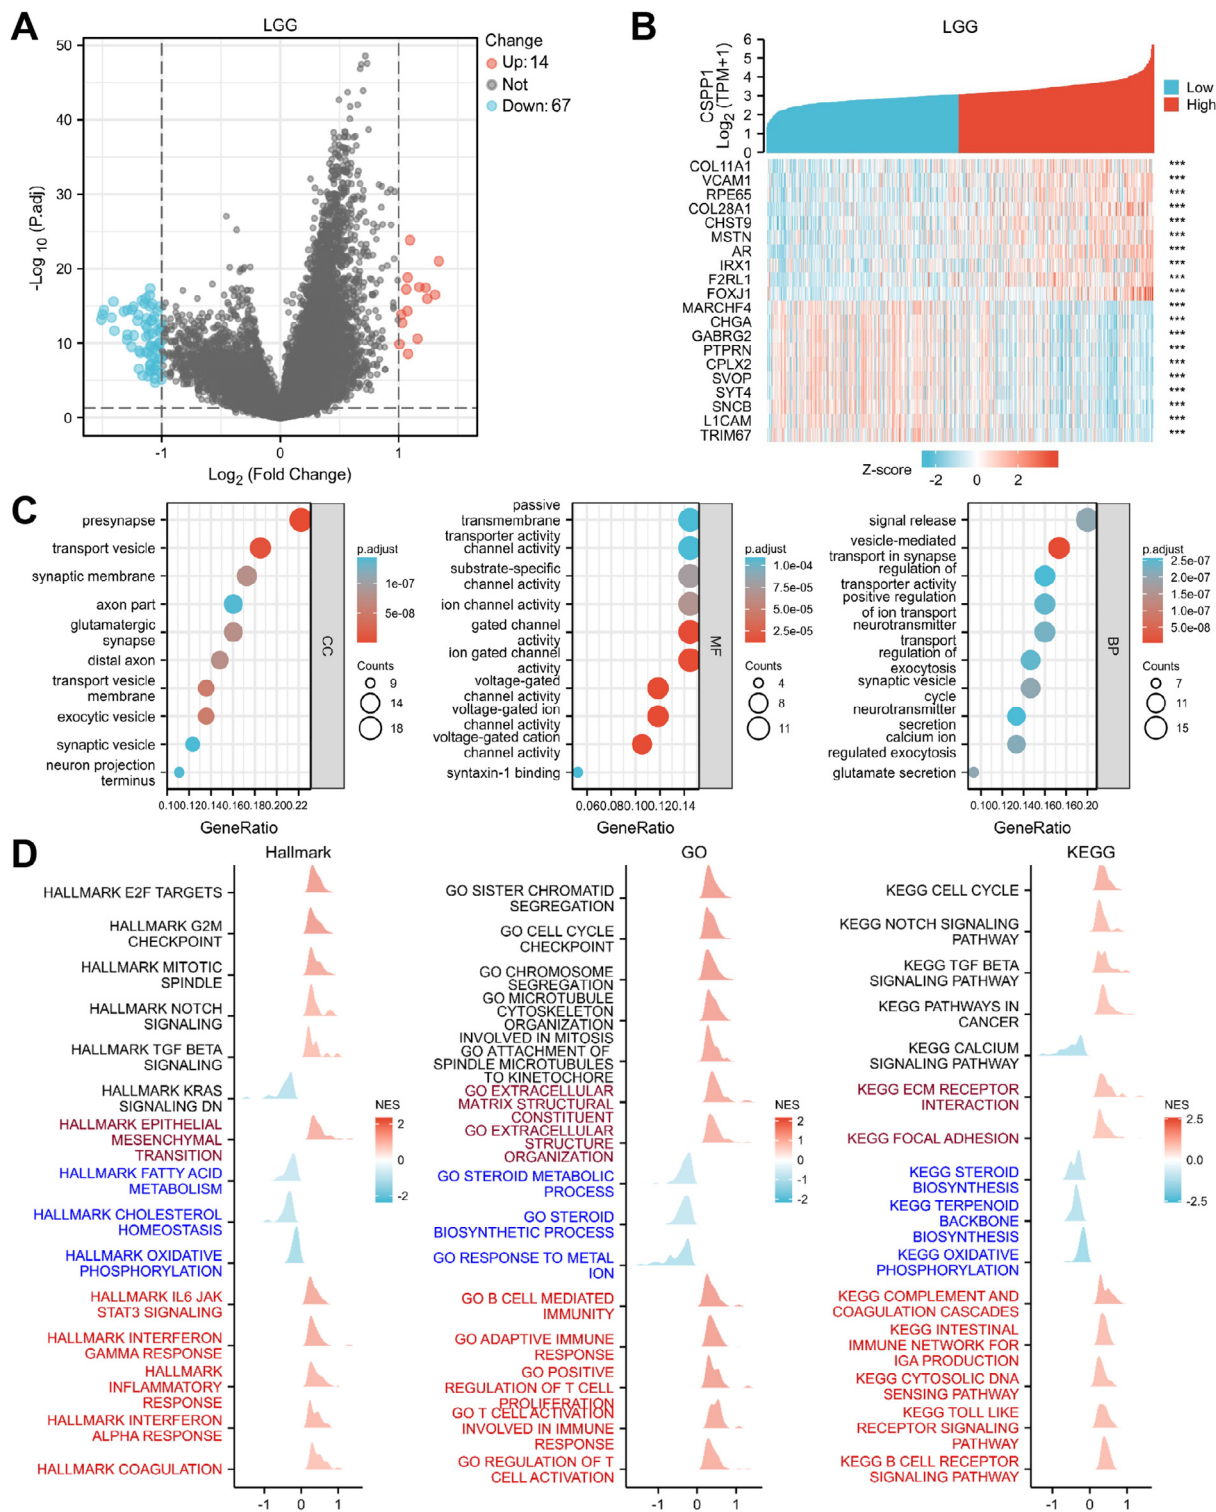 A
LGG
50
40
30
20
10
0
-Log 10 (P.adj)
-1
0
1
Log2 (Fold Change)
Change
Up: 14
Not
Down: 67
B
LGG
CSPP1
Log2 (TPM+1)
6
5
4
3
2
1
0
Low
High
COL11A1 ***
VCAM1 ***
RPE65 ***
COL28A1 ***
CHST9 ***
MSTN ***
AR ***
IRX1 ***
F2RL1 ***
FOXJ1 ***
MARCHF4 ***
CHGA ***
GABRG2 ***
PTPRN ***
CPLX2 ***
SVOP ***
SYT4 ***
SNCB ***
L1CAM ***
TRIM67 ***
Z-score
-2 0 2
C
presynapse
transport vesicle
synaptic membrane
axon part
glutamatergic
synapse
distal axon
transport vesicle
membrane
exocytic vesicle
synaptic vesicle
neuron projection
terminus
0.100.120.140.160.180.200.22
GeneRatio
CC
p.adjust
1e-07
5e-08
Counts
9
14
18
passive
transmembrane
transporter activity
channel activity
substrate-specific
channel activity
ion channel activity
gated channel
activity
ion gated channel
activity
voltage-gated
channel activity
voltage-gated ion
channel activity
voltage-gated cation
channel activity
syntaxin-1 binding
0.060.080.100.120.14
GeneRatio
MF
p.adjust
1.0e-04
7.5e-05
5.0e-05
2.5e-05
Counts
4
8
11
signal release
vesicle-mediated
transport in synapse
regulation of
transporter activity
positive regulation
of ion transport
neurotransmitter
transport
regulation of
exocytosis
synaptic vesicle
cycle
neurotransmitter
secretion
calcium ion
regulated exocytosis
glutamate secretion
0.100.120.140.160.160.20
GeneRatio
BP
p.adjust
2.5e-07
2.0e-07
1.5e-07
1.0e-07
5.0e-08
Counts
7
11
15
D
Hallmark
HALLMARK E2F TARGETS
HALLMARK G2M
CHECKPOINT
HALLMARK MITOTIC
SPINDLE
HALLMARK NOTCH
SIGNALING
HALLMARK TGF BETA
SIGNALING
HALLMARK KRAS
SIGNALING DN
HALLMARK EPITHELIAL
MESENCHYMAL
TRANSITION
HALLMARK FATTY ACID
METABOLISM
HALLMARK CHOLESTEROL
HOMEOSTASIS
HALLMARK OXIDATIVE
PHOSPHORYLATION
HALLMARK IL6 JAK
STAT3 SIGNALING
HALLMARK INTERFERON
GAMMA RESPONSE
HALLMARK
INFLAMMATORY
RESPONSE
HALLMARK INTERFERON
ALPHA RESPONSE
HALLMARK COAGULATION
-1 0 1
NES
2
1
0
-1
-2
GO
GO SISTER CHROMATID
SEGREGATION
GO CELL CYCLE
CHECKPOINT
GO CHROMOSOME
SEGREGATION
GO MICROTUBULE
CYTOSKELETON
ORGANIZATION
INVOLVED IN MITOSIS
GO ATTACHMENT OF
SPINDLE MICROTUBULES
TO KINETOCHORE
GO EXTRACELLULAR
MATRIX STRUCTURAL
CONSTITUENT
GO EXTRACELLULAR
STRUCTURE
ORGANIZATION
GO STEROID METABOLIC
PROCESS
GO STEROID
BIOSYNTHETIC PROCESS
GO RESPONSE TO METAL
ION
GO B CELL MEDIATED
IMMUNITY
GO ADAPTIVE IMMUNE
RESPONSE
GO POSITIVE
REGULATION OF T CELL
PROLIFERATION
GO T CELL ACTIVATION
INVOLVED IN IMMUNE
RESPONSE
GO REGULATION OF T
CELL ACTIVATION
-1 0 1
NES
2
1
0
-1
-2
KEGG
KEGG CELL CYCLE
KEGG NOTCH SIGNALING
PATHWAY
KEGG TGF BETA
SIGNALING PATHWAY
KEGG PATHWAYS IN
CANCER
KEGG CALCIUM
SIGNALING PATHWAY
KEGG ECM RECEPTOR
INTERACTION
KEGG FOCAL ADHESION
KEGG STEROID
BIOSYNTHESIS
KEGG TERPENOID
BACKBONE
BIOSYNTHESIS
KEGG OXIDATIVE
PHOSPHORYLATION
KEGG COMPLEMENT AND
COAGULATION CASCADES
KEGG INTESTINAL
IMMUNE NETWORK FOR
IGA PRODUCTION
KEGG CYTOSOLIC DNA
SENSING PATHWAY
KEGG TOLL LIKE
RECEPTOR SIGNALING
PATHWAY
KEGG B CELL RECEPTOR
SIGNALING PATHWAY
-1 0 1
NES
2.5
0.0
-2.5